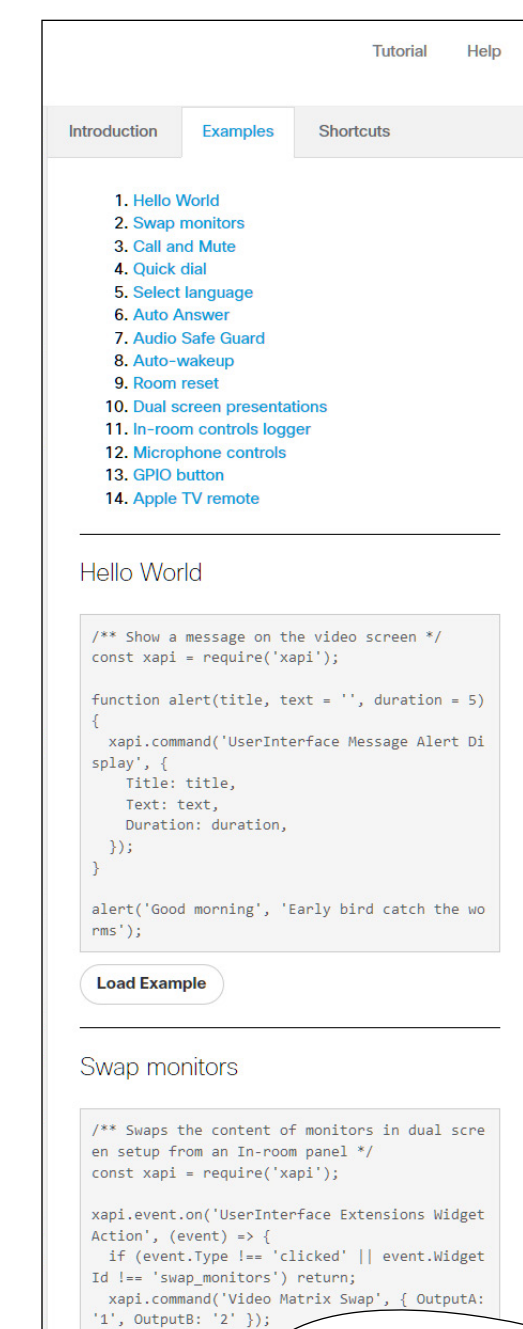 Tutorial Help
Introduction Examples Shortcuts
1. Hello World
2. Swap monitors
3. Call and Mute
4. Quick dial
5. Select language
6. Auto Answer
7. Audio Safe Guard
8. Auto-wakeup
9. Room reset
10. Dual screen presentations
11. In-room controls logger
12. Microphone controls
13. GPIO button
14. Apple TV remote
Hello World
/** Show a message on the video screen */
const xapi = require('xapi');
function alert(title, text = '', duration = 5)
{
  xapi.command('UserInterface Message Alert Di
splay', {
    Title: title,
    Text: text,
    Duration: duration,
  });
}
alert('Good morning', 'Early bird catch the wo
rms');
Load Example
Swap monitors
/** Swaps the content of monitors in dual scre
en setup from an In-room panel */
const xapi = require('xapi');
xapi.event.on('UserInterface Extensions Widget
Action', (event) => {
  if (event.Type !== 'clicked' || event.Widget
Id !== 'swap_monitors') return;
  xapi.command('Video Matrix Swap', { OutputA:
'1', OutputB: '2' });